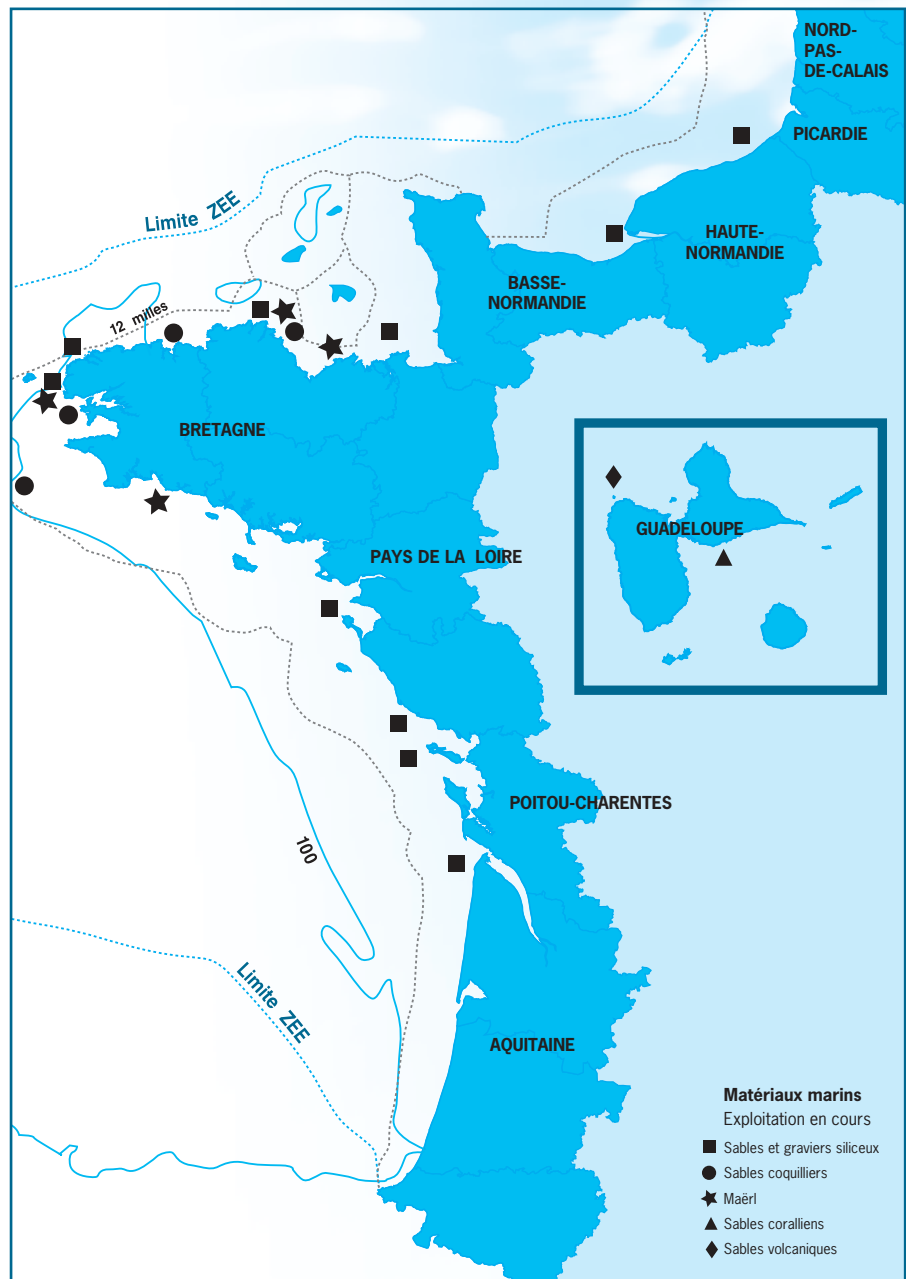 NORD-
PAS-
DE-CALAIS
PICARDIE
Limite ZEE
HAUTE-
NORMANDIE
BASSE-
NORMANDIE
12 milles
BRETAGNE
GUADELOUPE
PAYS DE LA LOIRE
POITOU-CHARENTES
100
Limite ZEE
AQUITAINE
Matériaux marins
Exploitation en cours
Sables et graviers siliceux
Sables coquilliers
Maërl
Sables coralliens
Sables volcaniques